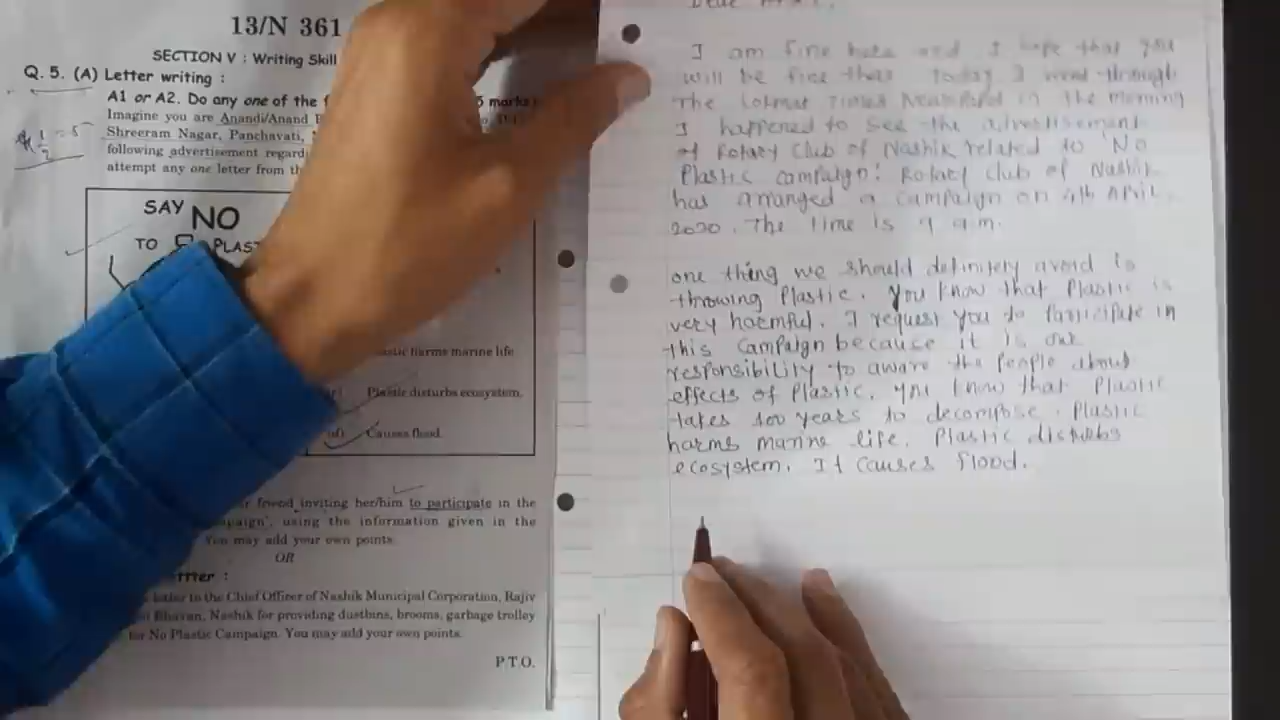 13/N 361
SECTION V : Writing Skill
Q. 5. (A) Letter writing :
A1 or A2. Do any one of the marks
Imagine you are Anandi/Anand
Shreeram Nagar, Panchavati,
following advertisement regard
attempt any one letter from th
SAY NO
TO PLAST
harms marine life
Plastic disturbs ecosystem.
Causes flood.
friend inviting her/him to participate in the
using the information given in the
You may add your own points.
OR
letter to the Chief Officer of Nashik Municipal Corporation, Rajiv
Bhavan, Nashik for providing dustbins, brooms, garbage trolley
for No Plastic Campaign. You may add your own points.
P.T.O.
I am fine here and I hope that you
will be fine there today I went through
The Lokmat Times Newspaper in the morning
I happened to see the advertisement
of Rotary Club of Nashik related to 'No
Plastic campaign'. Rotary club of Nashik
has arranged a campaign on 4th April
2020. The time is 9 a.m.
one thing we should definitely avoid is
throwing Plastic. You know that Plastic is
very harmful. I request you to Participate in
this campaign because it is our
responsibility to aware the People about
effects of Plastic. You know that Plastic
takes 100 years to decompose. Plastic
harms marine life. Plastic disturbs
ecosystem. It causes flood.